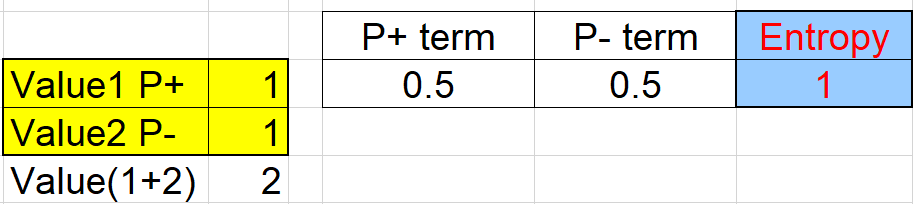 P+ term P- term Entropy
Value1 P+ 1 0.5 0.5 1
Value2 P- 1
Value(1+2) 2